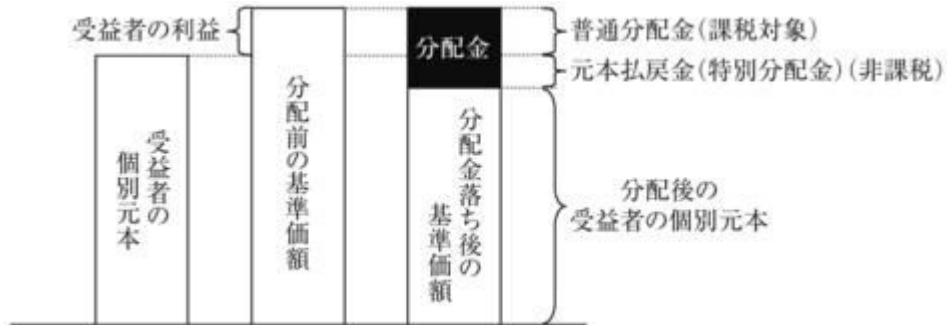 受益者の利益
分配金
普通分配金(課税対象)
元本払戻金(特別分配金)(非課税)
受益者の
個別元本
分配前の基準価額
分配金落ち後の
基準価額
分配後の
受益者の個別元本